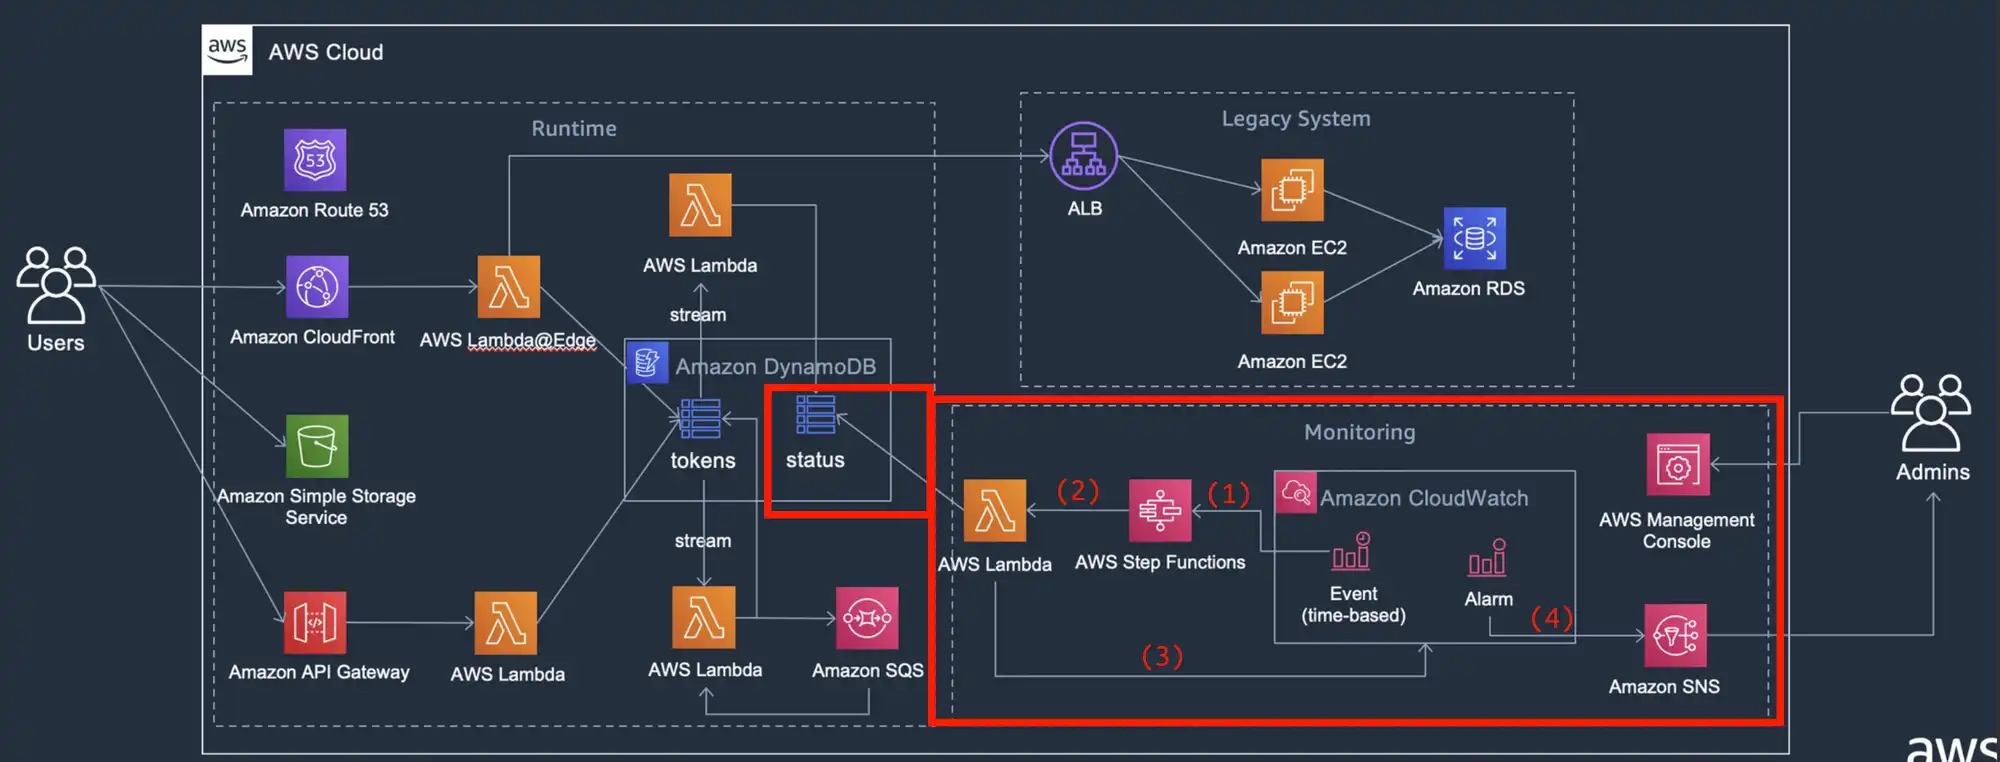 aws
AWS Cloud
Runtime
53
Amazon Route 53
Users
Amazon CloudFront
AWS Lambda@Edge
AWS Lambda
stream
Amazon DynamoDB
tokens
status
Amazon Simple Storage
Service
stream
Amazon API Gateway
AWS Lambda
AWS Lambda
Amazon SQS
Legacy System
ALB
Amazon EC2
Amazon EC2
Amazon RDS
Monitoring
AWS Lambda
(2)
AWS Step Functions
(1)
Amazon CloudWatch
Event
(time-based)
Alarm
(3)
(4)
AWS Management
Console
Amazon SNS
Admins
aws